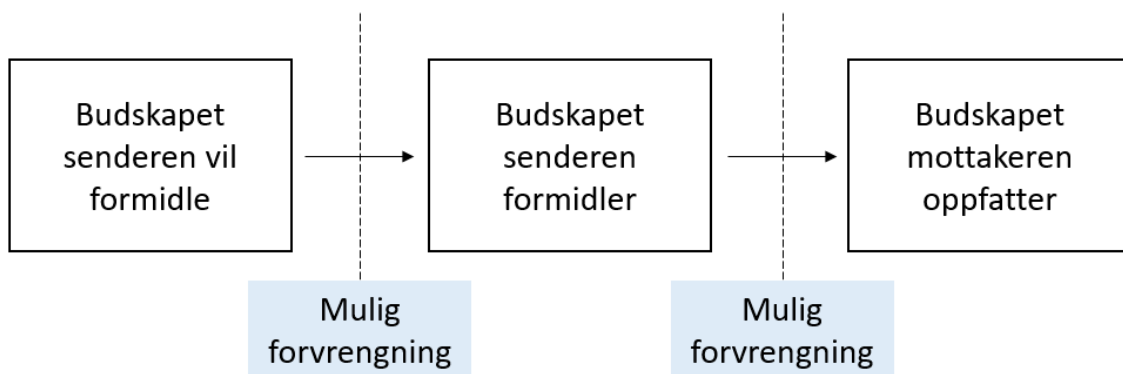 Budskapet
senderen vil
formidle
Budskapet
senderen
formidler
Budskapet
mottakeren
oppfatter
Mulig
forvrengning
Mulig
forvrengning